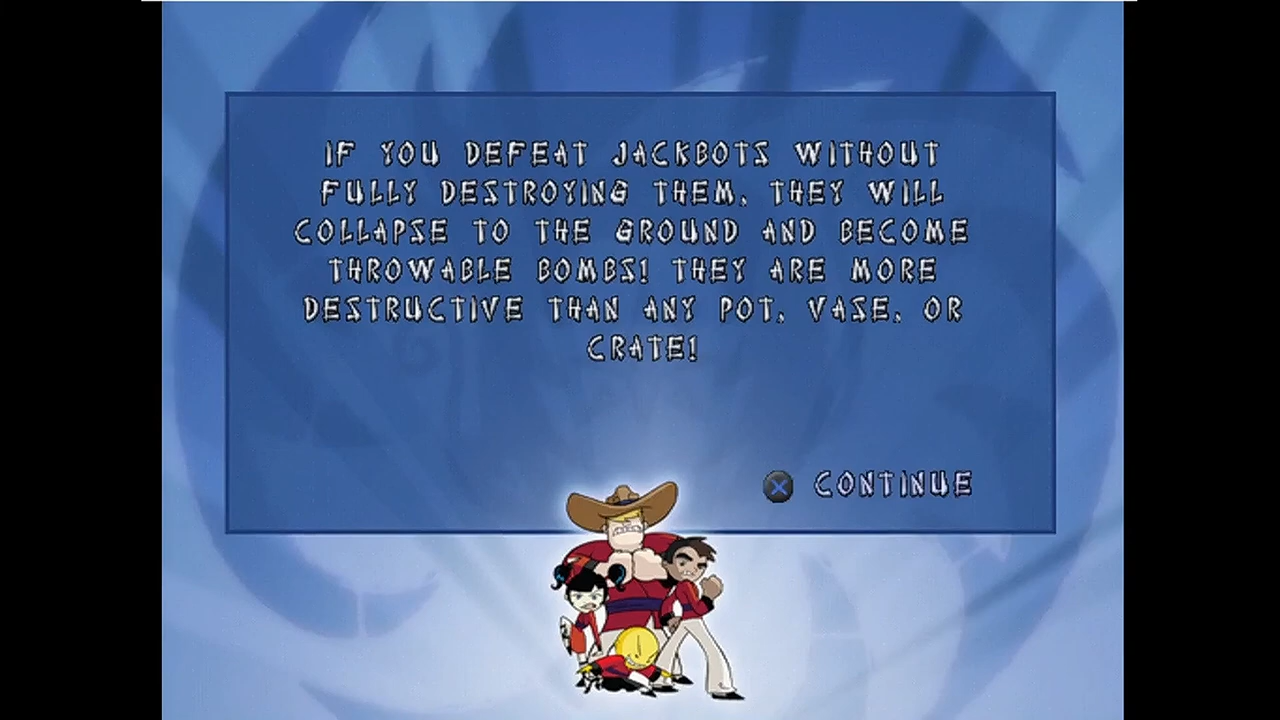 IF YOU DEFEAT JACKBOTS WITHOUT
FULLY DESTROYING THEM, THEY WILL
COLLAPSE TO THE GROUND AND BECOME
THROWABLE BOMBS! THEY ARE MORE
DESTRUCTIVE THAN ANY POT, VASE, OR
CRATE!
CONTINUE